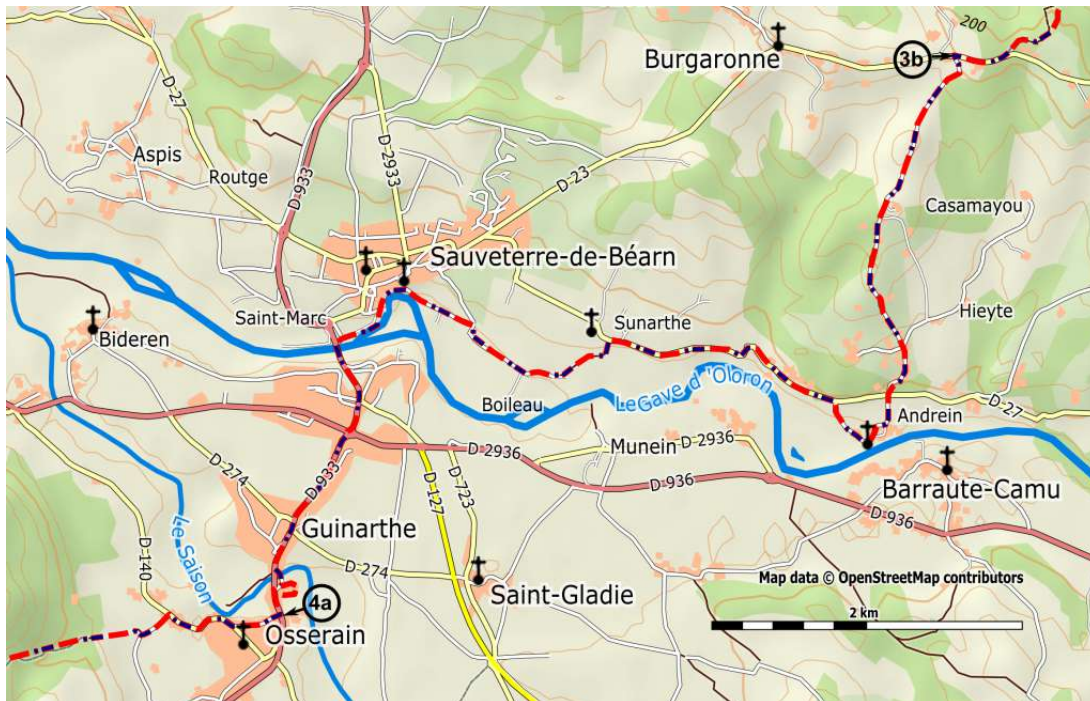 200
Burgaronne
3b
D-27
Aspis
Routge
D 933
D 2933
D-23
Casamayou
Sauveterre-de-Béarn
Saint-Marc
Sunarthe
Hieyte
Bideren
Boileau
Le Gave d'Oloron
Andrein
D-27
Munein
D 2936
D 2936
D 936
Barraute-Camu
D 936
D-274
D-933
D 127
D-723
Guinarthe
Le Saison
D-140
D-274
Saint-Gladie
Map data © OpenStreetMap contributors
2 km
4a
Osserain